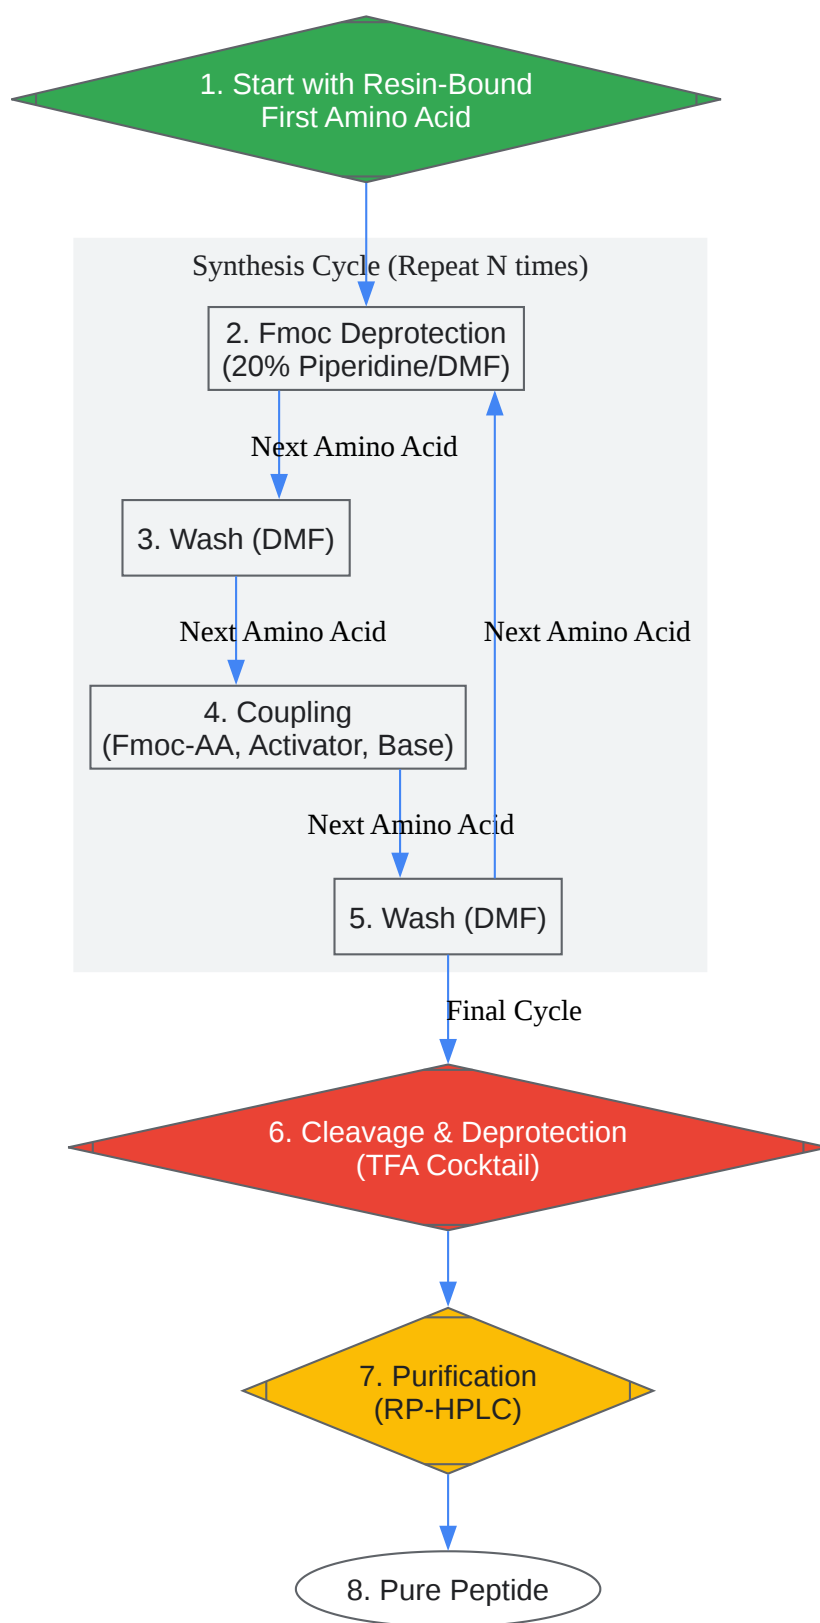 1. Start with Resin-Bound
First Amino Acid
Synthesis Cycle (Repeat N times)
2. Fmoc Deprotection
(20% Piperidine/DMF)
Next Amino Acid
3. Wash (DMF)
Next Amino Acid
Next Amino Acid
4. Coupling
(Fmoc-AA, Activator, Base)
Next Amino Acid
5. Wash (DMF)
Final Cycle
6. Cleavage & Deprotection
(TFA Cocktail)
7. Purification
(RP-HPLC)
8. Pure Peptide